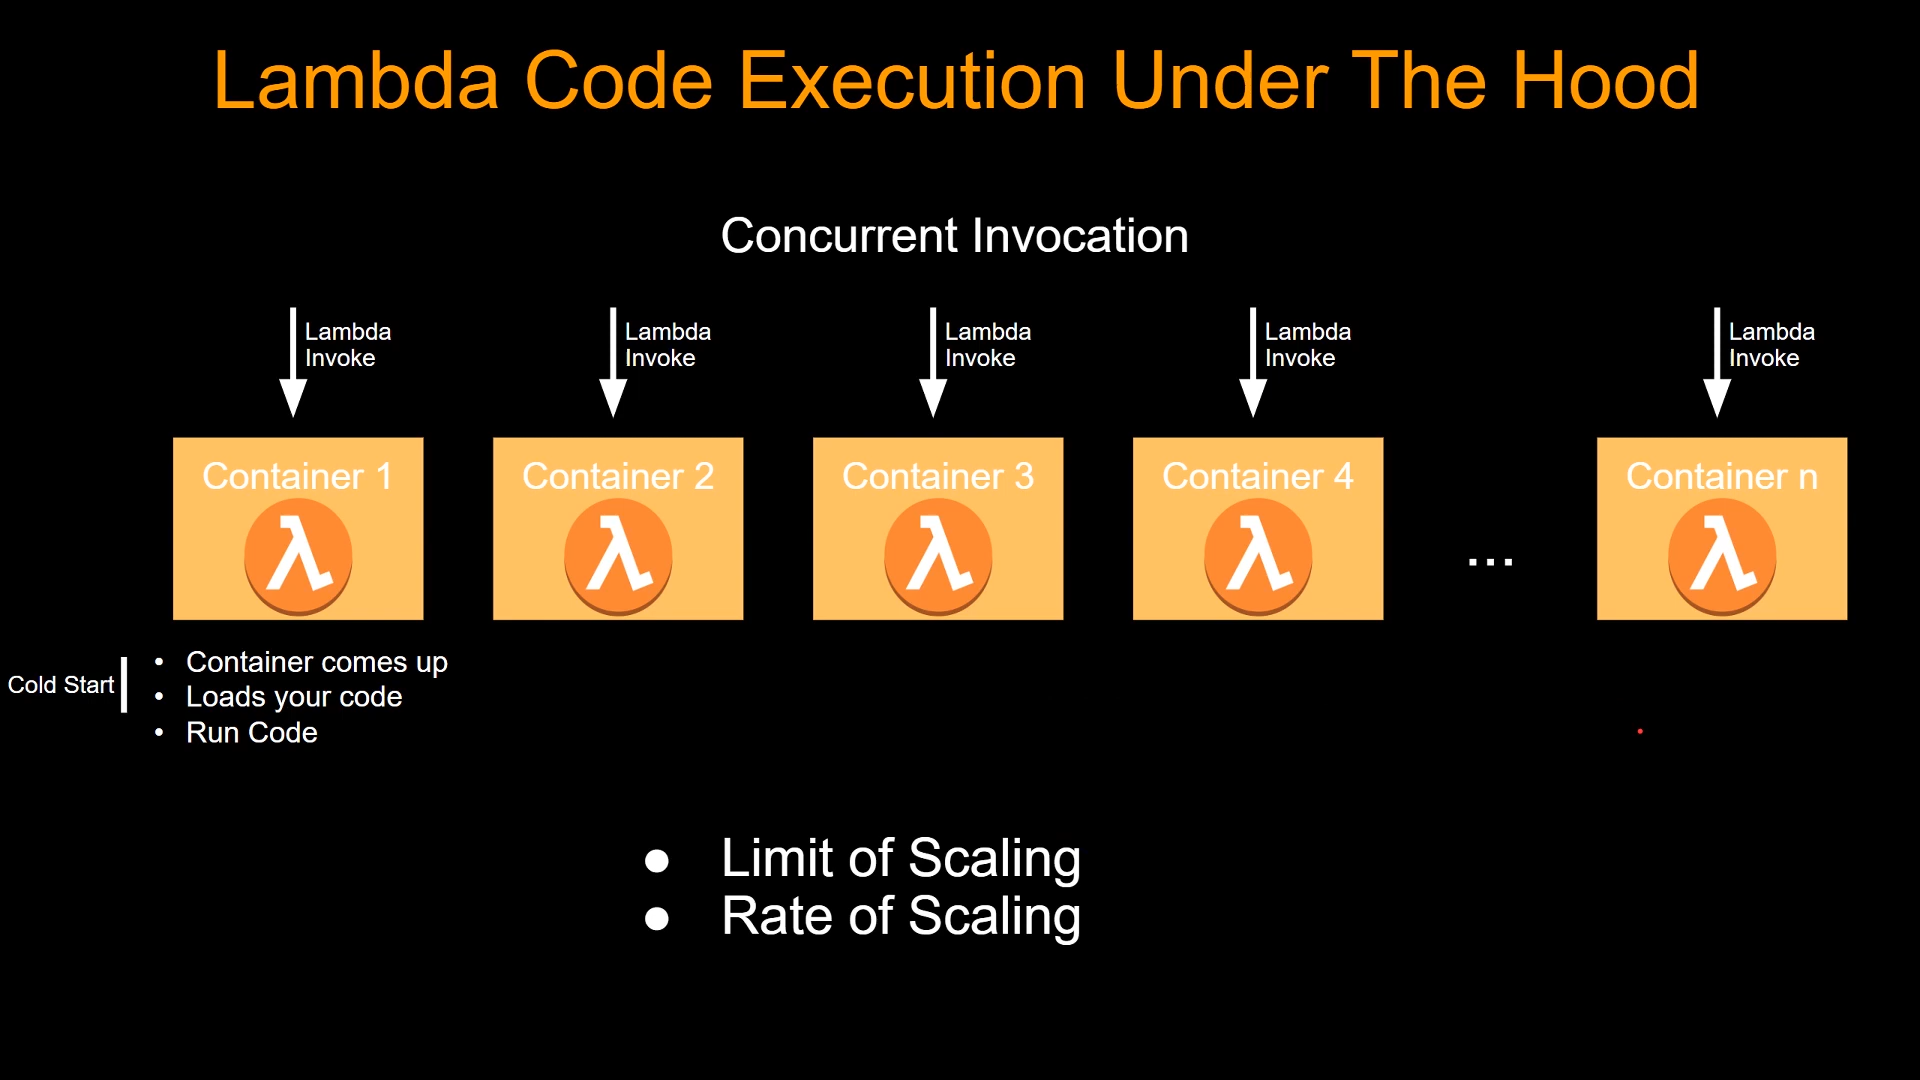 Lambda Code Execution Under The Hood
Concurrent Invocation
Lambda
Invoke
Lambda
Invoke
Lambda
Invoke
Lambda
Invoke
Lambda
Invoke
Container 1
Container 2
Container 3
Container 4
...
Container n
Cold Start
• Container comes up
• Loads your code
• Run Code
● Limit of Scaling
● Rate of Scaling